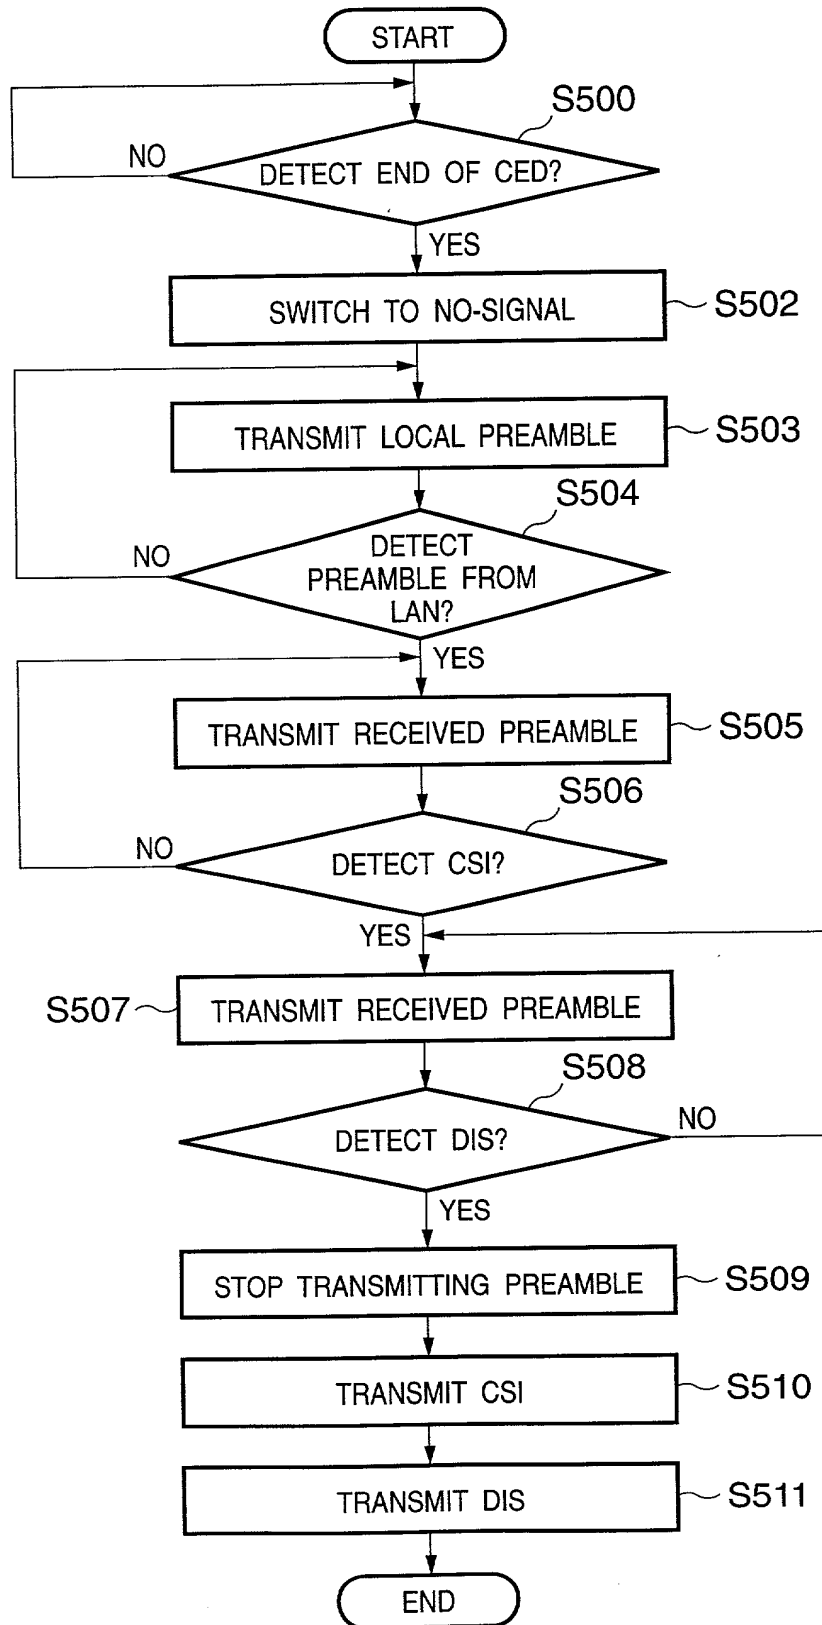 START
S500
NO
DETECT END OF CED?
YES
SWITCH TO NO-SIGNAL
S502
TRANSMIT LOCAL PREAMBLE
S503
S504
NO
DETECT
PREAMBLE FROM
LAN?
YES
TRANSMIT RECEIVED PREAMBLE
S505
S506
NO
DETECT CSI?
YES
S507
TRANSMIT RECEIVED PREAMBLE
S508
NO
DETECT DIS?
YES
STOP TRANSMITTING PREAMBLE
S509
TRANSMIT CSI
S510
TRANSMIT DIS
S511
END